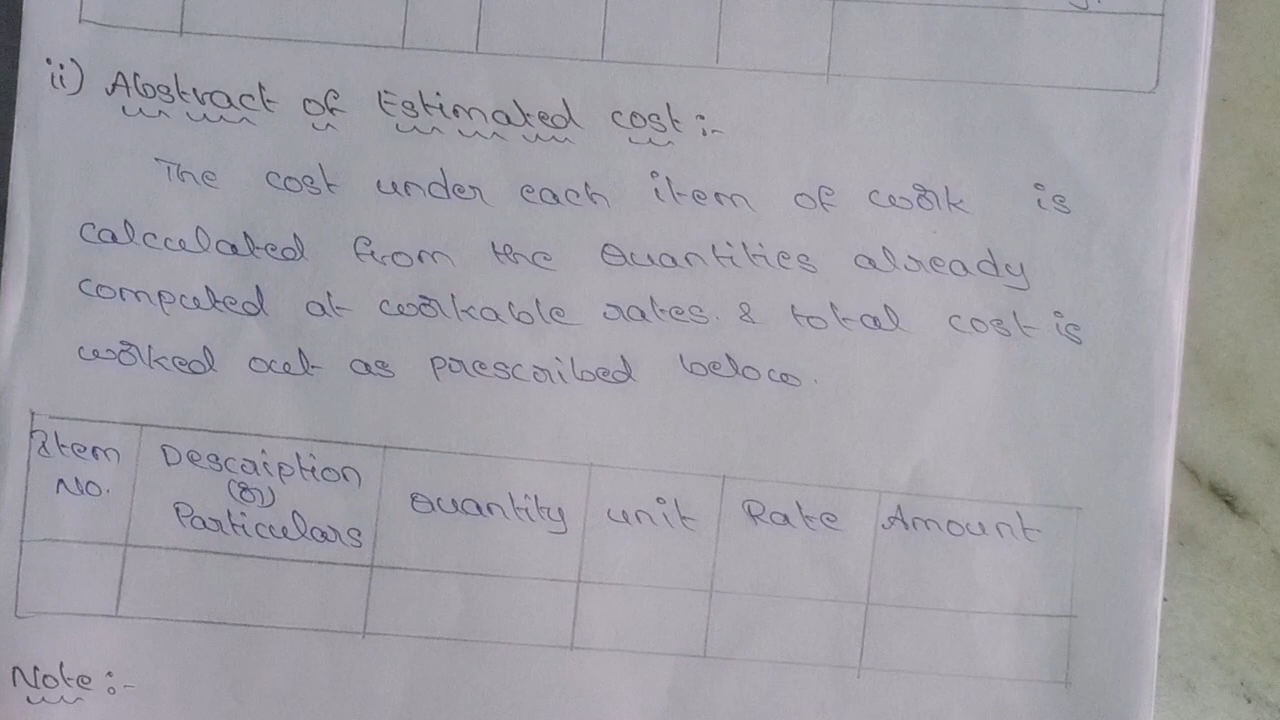 ii) Abstract of Estimated cost :-
The cost under each item of work is
calculated from the Quantities already
computed at workable rates. & total cost is
worked out as prescribed below.
Item No. Description (or) Particulars Quantity unit Rate Amount
Note :-